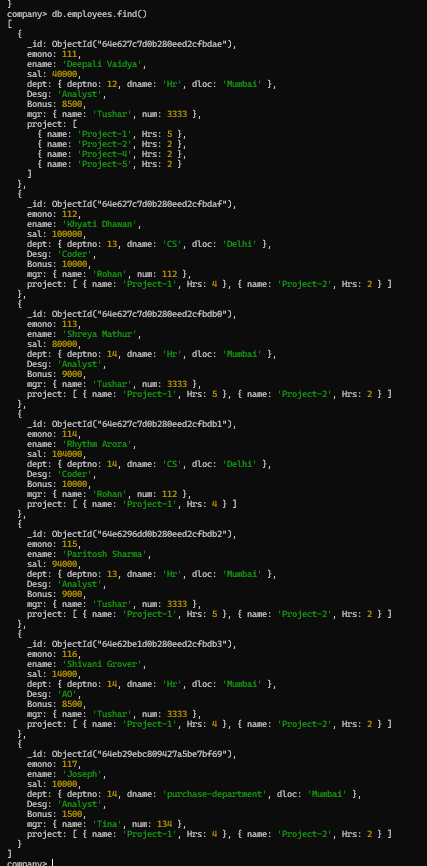 }
company> db.employees.find()
[
  {
    _id: ObjectId("64e627c7d0b280eed2cfbdae"),
    emono: 111,
    ename: 'Deepali Vaidya',
    sal: 40000,
    dept: { deptno: 12, dname: 'Hr', dloc: 'Mumbai' },
    Desg: 'Analyst',
    Bonus: 8500,
    mgr: { name: 'Tushar', num: 3333 },
    project: [
      { name: 'Project-1', Hrs: 5 },
      { name: 'Project-2', Hrs: 2 },
      { name: 'Project-4', Hrs: 2 },
      { name: 'Project-5', Hrs: 2 }
    ]
  },
  {
    _id: ObjectId("64e627c7d0b280eed2cfbdaf"),
    emono: 112,
    ename: 'Khyati Dhawan',
    sal: 100000,
    dept: { deptno: 13, dname: 'CS', dloc: 'Delhi' },
    Desg: 'Coder',
    Bonus: 10000,
    mgr: { name: 'Rohan', num: 112 },
    project: [ { name: 'Project-1', Hrs: 4 }, { name: 'Project-2', Hrs: 2 } ]
  },
  {
    _id: ObjectId("64e627c7d0b280eed2cfbdb0"),
    emono: 113,
    ename: 'Shreya Mathur',
    sal: 80000,
    dept: { deptno: 14, dname: 'Hr', dloc: 'Mumbai' },
    Desg: 'Analyst',
    Bonus: 9000,
    mgr: { name: 'Tushar', num: 3333 },
    project: [ { name: 'Project-1', Hrs: 5 }, { name: 'Project-2', Hrs: 2 } ]
  },
  {
    _id: ObjectId("64e627c7d0b280eed2cfbdb1"),
    emono: 114,
    ename: 'Rhythm Arora',
    sal: 104000,
    dept: { deptno: 14, dname: 'CS', dloc: 'Delhi' },
    Desg: 'Coder',
    Bonus: 10000,
    mgr: { name: 'Rohan', num: 112 },
    project: [ { name: 'Project-1', Hrs: 4 } ]
  },
  {
    _id: ObjectId("64e6296dd0b280eed2cfbdb2"),
    emono: 115,
    ename: 'Paritosh Sharma',
    sal: 94000,
    dept: { deptno: 13, dname: 'Hr', dloc: 'Mumbai' },
    Desg: 'Analyst',
    Bonus: 9000,
    mgr: { name: 'Tushar', num: 3333 },
    project: [ { name: 'Project-1', Hrs: 5 }, { name: 'Project-2', Hrs: 2 } ]
  },
  {
    _id: ObjectId("64e62be1d0b280eed2cfbdb3"),
    emono: 116,
    ename: 'Shivani Grover',
    sal: 14000,
    dept: { deptno: 14, dname: 'Hr', dloc: 'Mumbai' },
    Desg: 'AO',
    Bonus: 8500,
    mgr: { name: 'Tushar', num: 3333 },
    project: [ { name: 'Project-1', Hrs: 4 }, { name: 'Project-2', Hrs: 2 } ]
  },
  {
    _id: ObjectId("64eb29ebc809427a5be7bf69"),
    emono: 117,
    ename: 'Joseph',
    sal: 10000,
    dept: { deptno: 14, dname: 'purchase-department', dloc: 'Mumbai' },
    Desg: 'Analyst',
    Bonus: 1500,
    mgr: { name: 'Tina', num: 134 },
    project: [ { name: 'Project-1', Hrs: 4 }, { name: 'Project-2', Hrs: 2 } ]
  }
]
company>